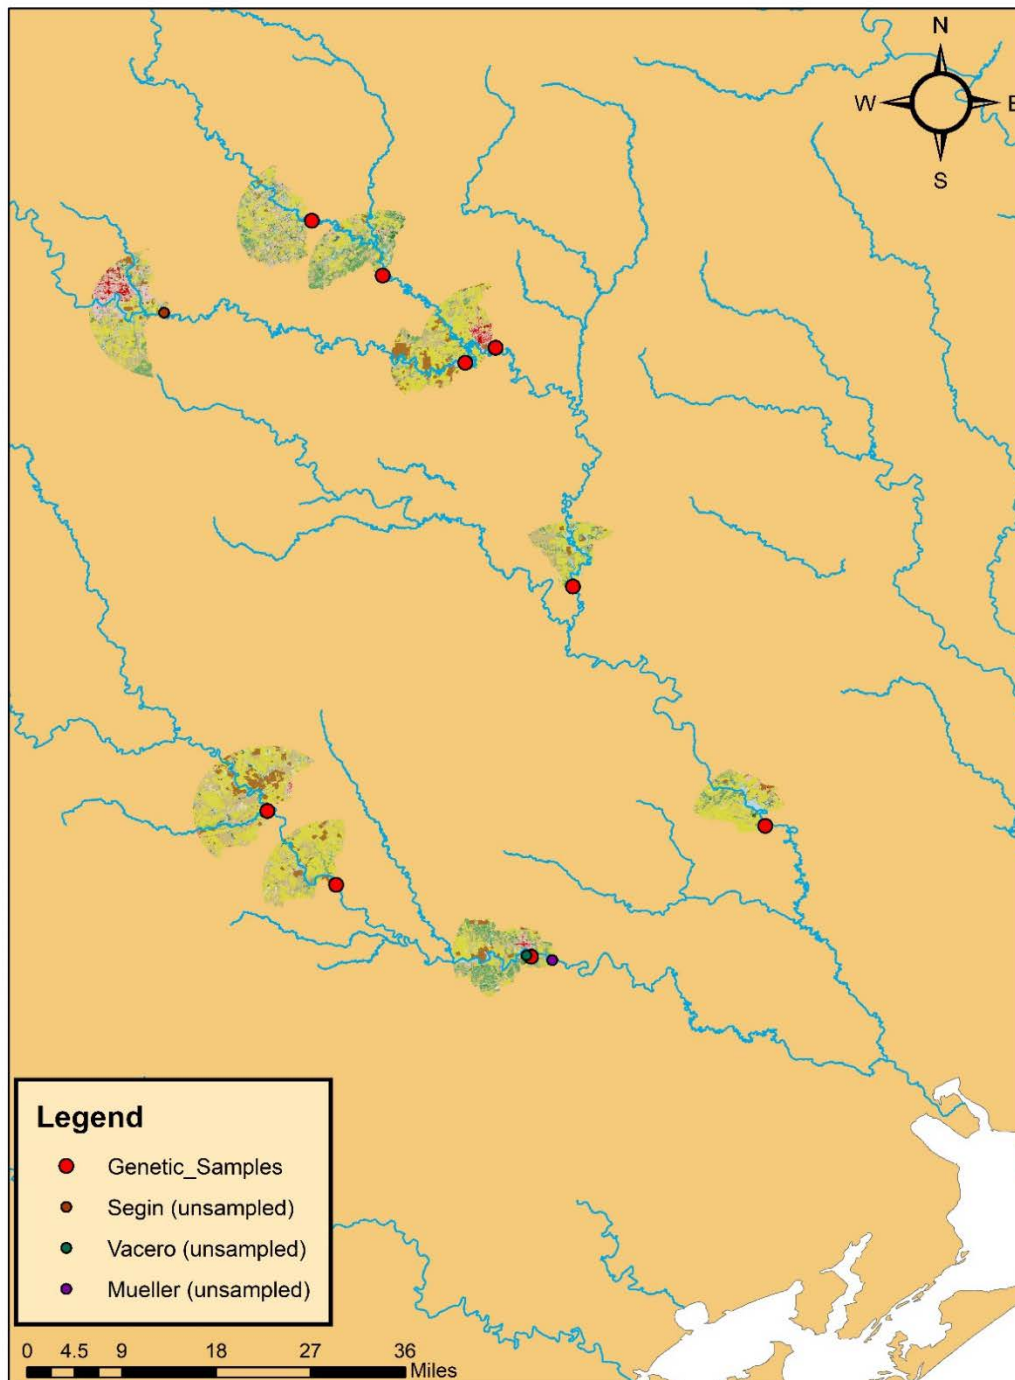 N
W E
S
Legend
Genetic_Samples
Segin (unsampled)
Vacero (unsampled)
Mueller (unsampled)
0 4.5 9 18 27 36
Miles